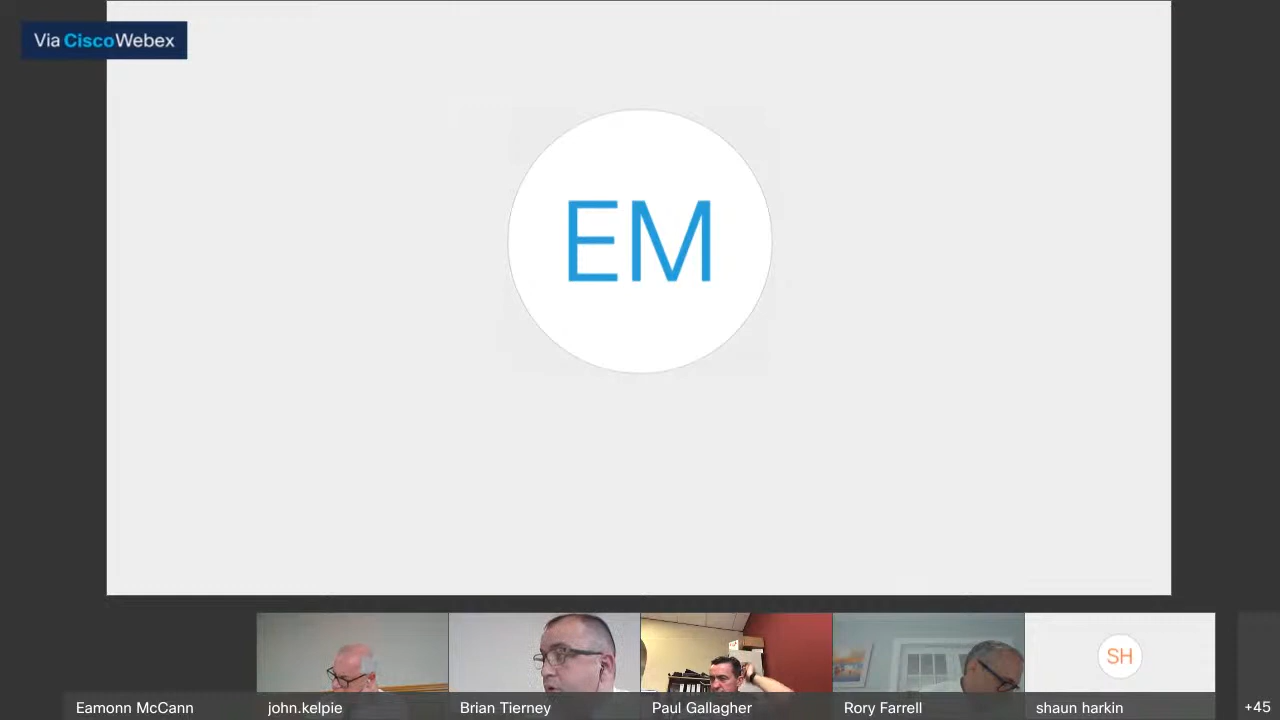 Via CiscoWebex
EM
SH
Eamonn McCann
john.kelpie
Brian Tierney
Paul Gallagher
Rory Farrell
shaun harkin
+45